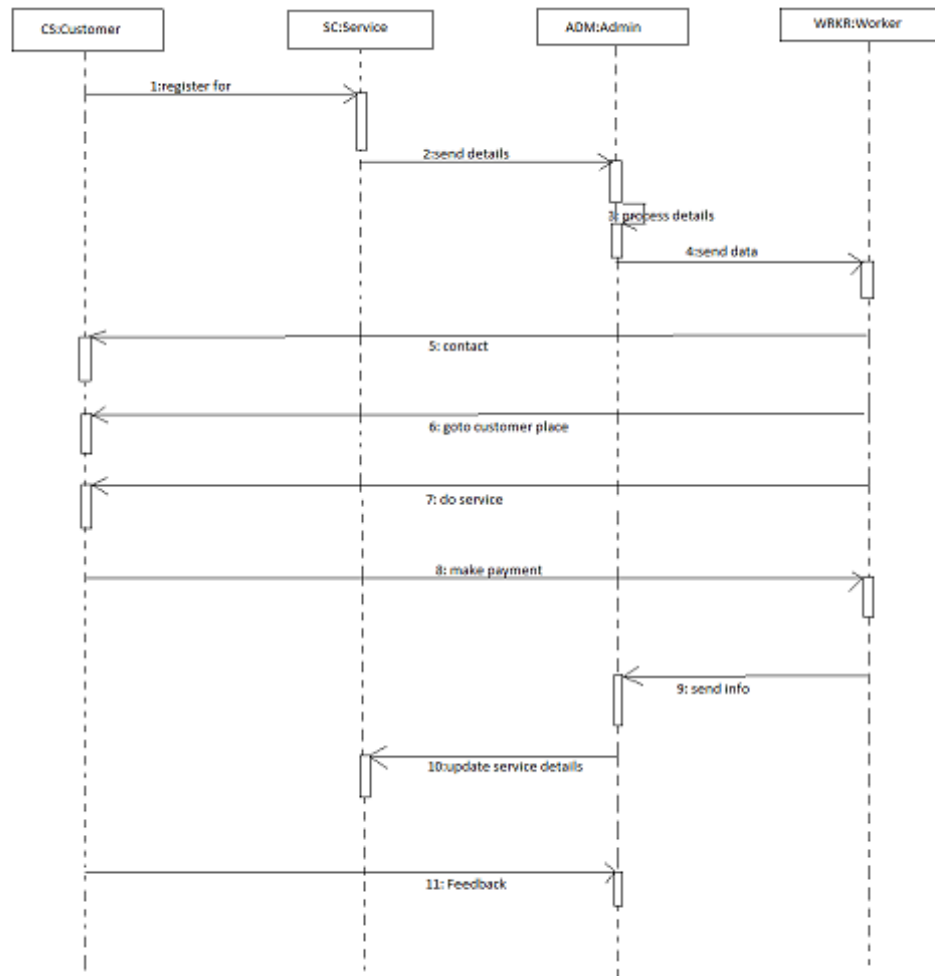 CS:Customer
SC:Service
ADM:Admin
WRKR:Worker
1:register for
2:send details
3: process details
4:send data
5: contact
6: goto customer place
7: do service
8: make payment
9: send info
10:update service details
11: Feedback